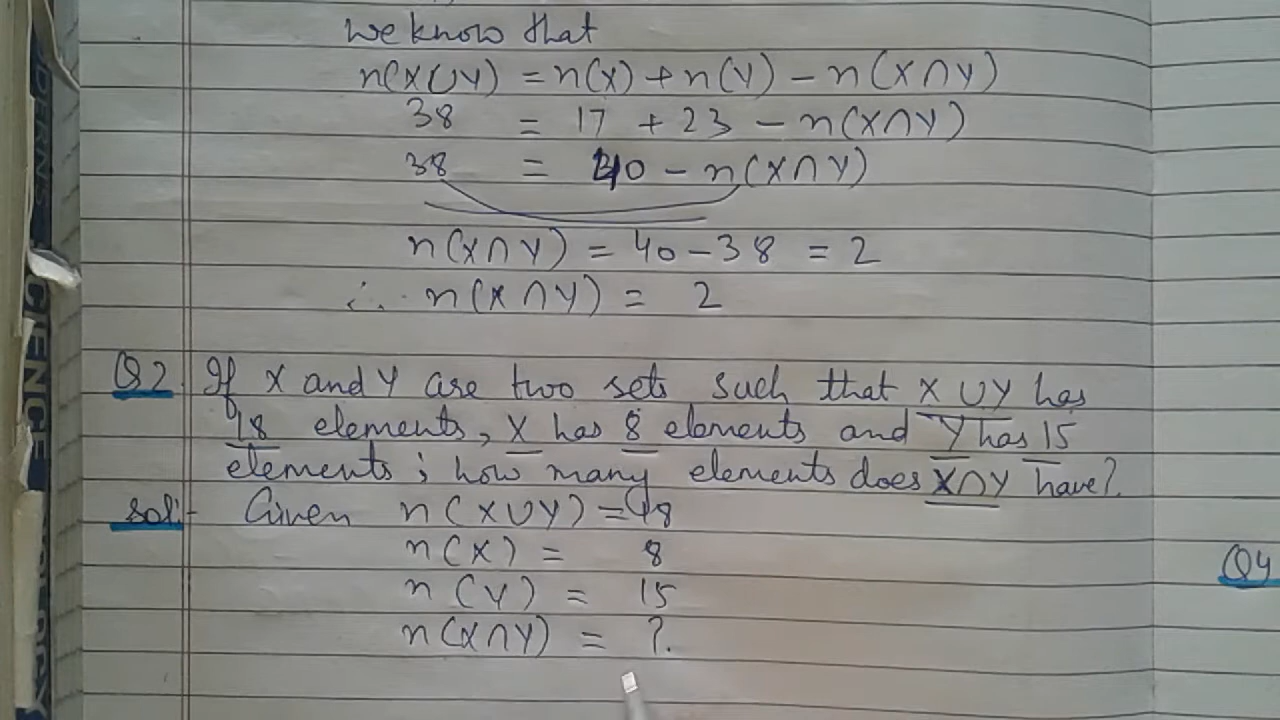 we know that
n(X∪Y) = n(X) + n(Y) - n(X∩Y)
38 = 17 + 23 - n(X∩Y)
38 = 40 - n(X∩Y)
n(X∩Y) = 40 - 38 = 2
∴ n(X∩Y) = 2
Q2 If X and Y are two sets such that X∪Y has
18 elements, X has 8 elements and Y has 15
elements; how many elements does X∩Y have?
Sol:- Given n(X∪Y) = 18
n(X) = 8
n(Y) = 15
n(X∩Y) = ?.
Q4
CIENCE